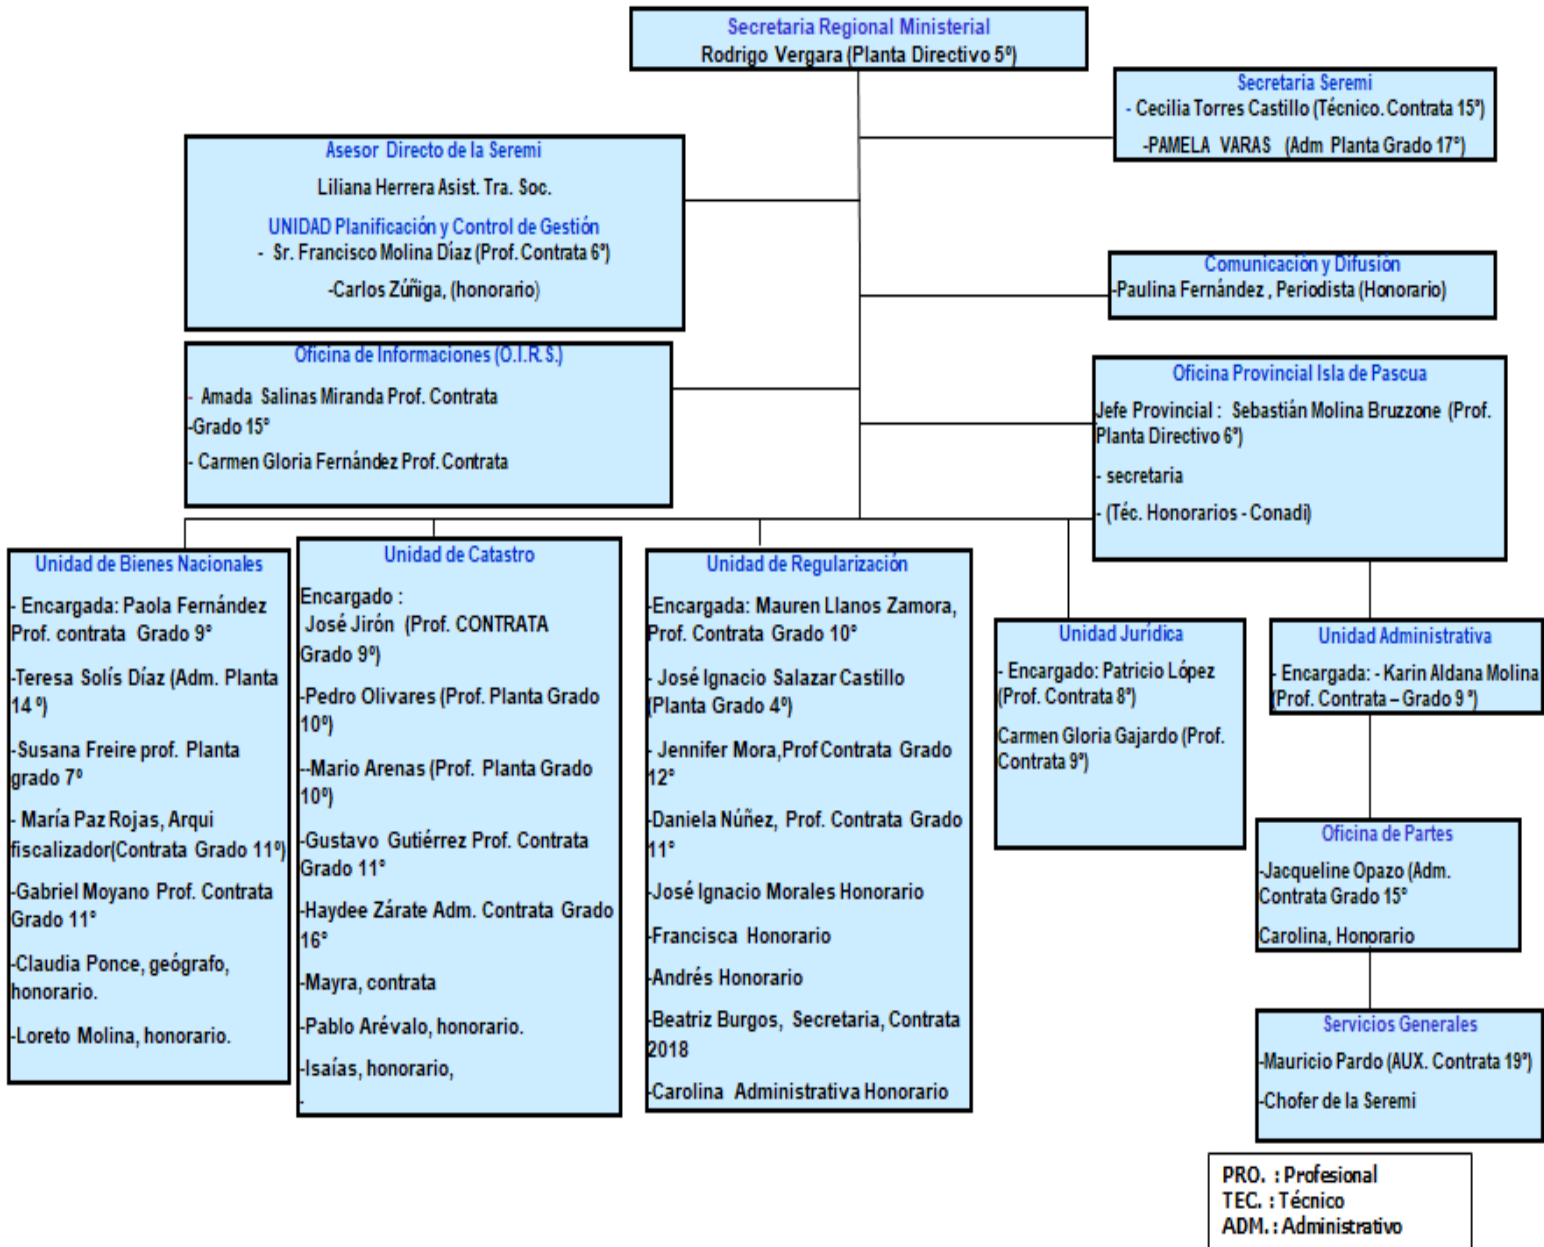 Secretaria Regional Ministerial
Rodrigo Vergara (Planta Directivo 5º)
Secretaria Seremi
- Cecilia Torres Castillo (Técnico. Contrata 15°)
-PAMELA VARAS (Adm Planta Grado 17°)
Asesor Directo de la Seremi
Liliana Herrera Asist. Tra. Soc.
UNIDAD Planificación y Control de Gestión
- Sr. Francisco Molina Díaz (Prof. Contrata 6º)
-Carlos Zúñiga, (honorario)
Comunicación y Difusión
-Paulina Fernández , Periodista (Honorario)
Oficina de Informaciones (O.I.R.S.)
- Amada Salinas Miranda Prof. Contrata
-Grado 15°
- Carmen Gloria Fernández Prof. Contrata
Oficina Provincial Isla de Pascua
Jefe Provincial : Sebastián Molina Bruzzone (Prof.
Planta Directivo 6°)
- secretaria
- (Téc. Honorarios - Conadi)
Unidad de Bienes Nacionales
- Encargada: Paola Fernández
Prof. contrata Grado 9°
-Teresa Solís Díaz (Adm. Planta
14 º)
-Susana Freire prof. Planta
grado 7º
- María Paz Rojas, Arqui
fiscalizador(Contrata Grado 11º)
-Gabriel Moyano Prof. Contrata
Grado 11°
-Claudia Ponce, geógrafo,
honorario.
-Loreto Molina, honorario.
Unidad de Catastro
Encargado :
José Jirón (Prof. CONTRATA
Grado 9º)
-Pedro Olivares (Prof. Planta Grado
10º)
--Mario Arenas (Prof. Planta Grado
10º)
-Gustavo Gutiérrez Prof. Contrata
Grado 11°
-Haydee Zárate Adm. Contrata Grado
16°
-Mayra, contrata
-Pablo Arévalo, honorario.
-Isaías, honorario,
-
Unidad de Regularización
-Encargada: Mauren Llanos Zamora,
Prof. Contrata Grado 10°
- José Ignacio Salazar Castillo
(Planta Grado 4º)
- Jennifer Mora,Prof Contrata Grado
12°
-Daniela Núñez, Prof. Contrata Grado
11°
-José Ignacio Morales Honorario
-Francisca Honorario
-Andrés Honorario
-Beatriz Burgos, Secretaria, Contrata
2018
-Carolina Administrativa Honorario
Unidad Jurídica
- Encargado: Patricio López
(Prof. Contrata 8°)
Carmen Gloria Gajardo (Prof.
Contrata 9°)
Unidad Administrativa
- Encargada: - Karin Aldana Molina
(Prof. Contrata – Grado 9 °)
Oficina de Partes
-Jacqueline Opazo (Adm.
Contrata Grado 15°
Carolina, Honorario
Servicios Generales
-Mauricio Pardo (AUX. Contrata 19°)
-Chofer de la Seremi
PRO. : Profesional
TEC. : Técnico
ADM. : Administrativo